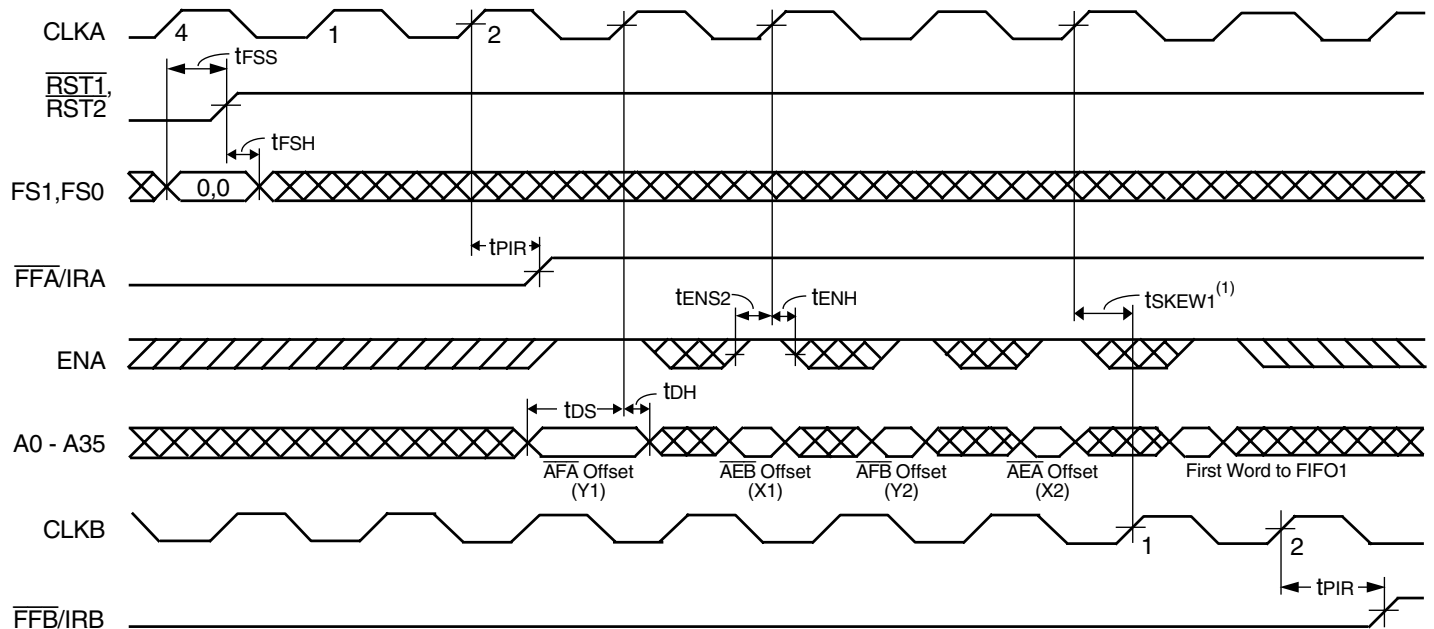 CLKA
4
1
2
tFSS
RST1,
RST2
tFSH
FS1,FS0
0,0
tPIR
FFA/IRA
tENS2
tENH
tSKEW1(1)
ENA
tDS
tDH
A0 - A35
AFA Offset
(Y1)
AEB Offset
(X1)
AFB Offset
(Y2)
AEA Offset
(X2)
First Word to FIFO1
CLKB
1
2
tPIR
FFB/IRB